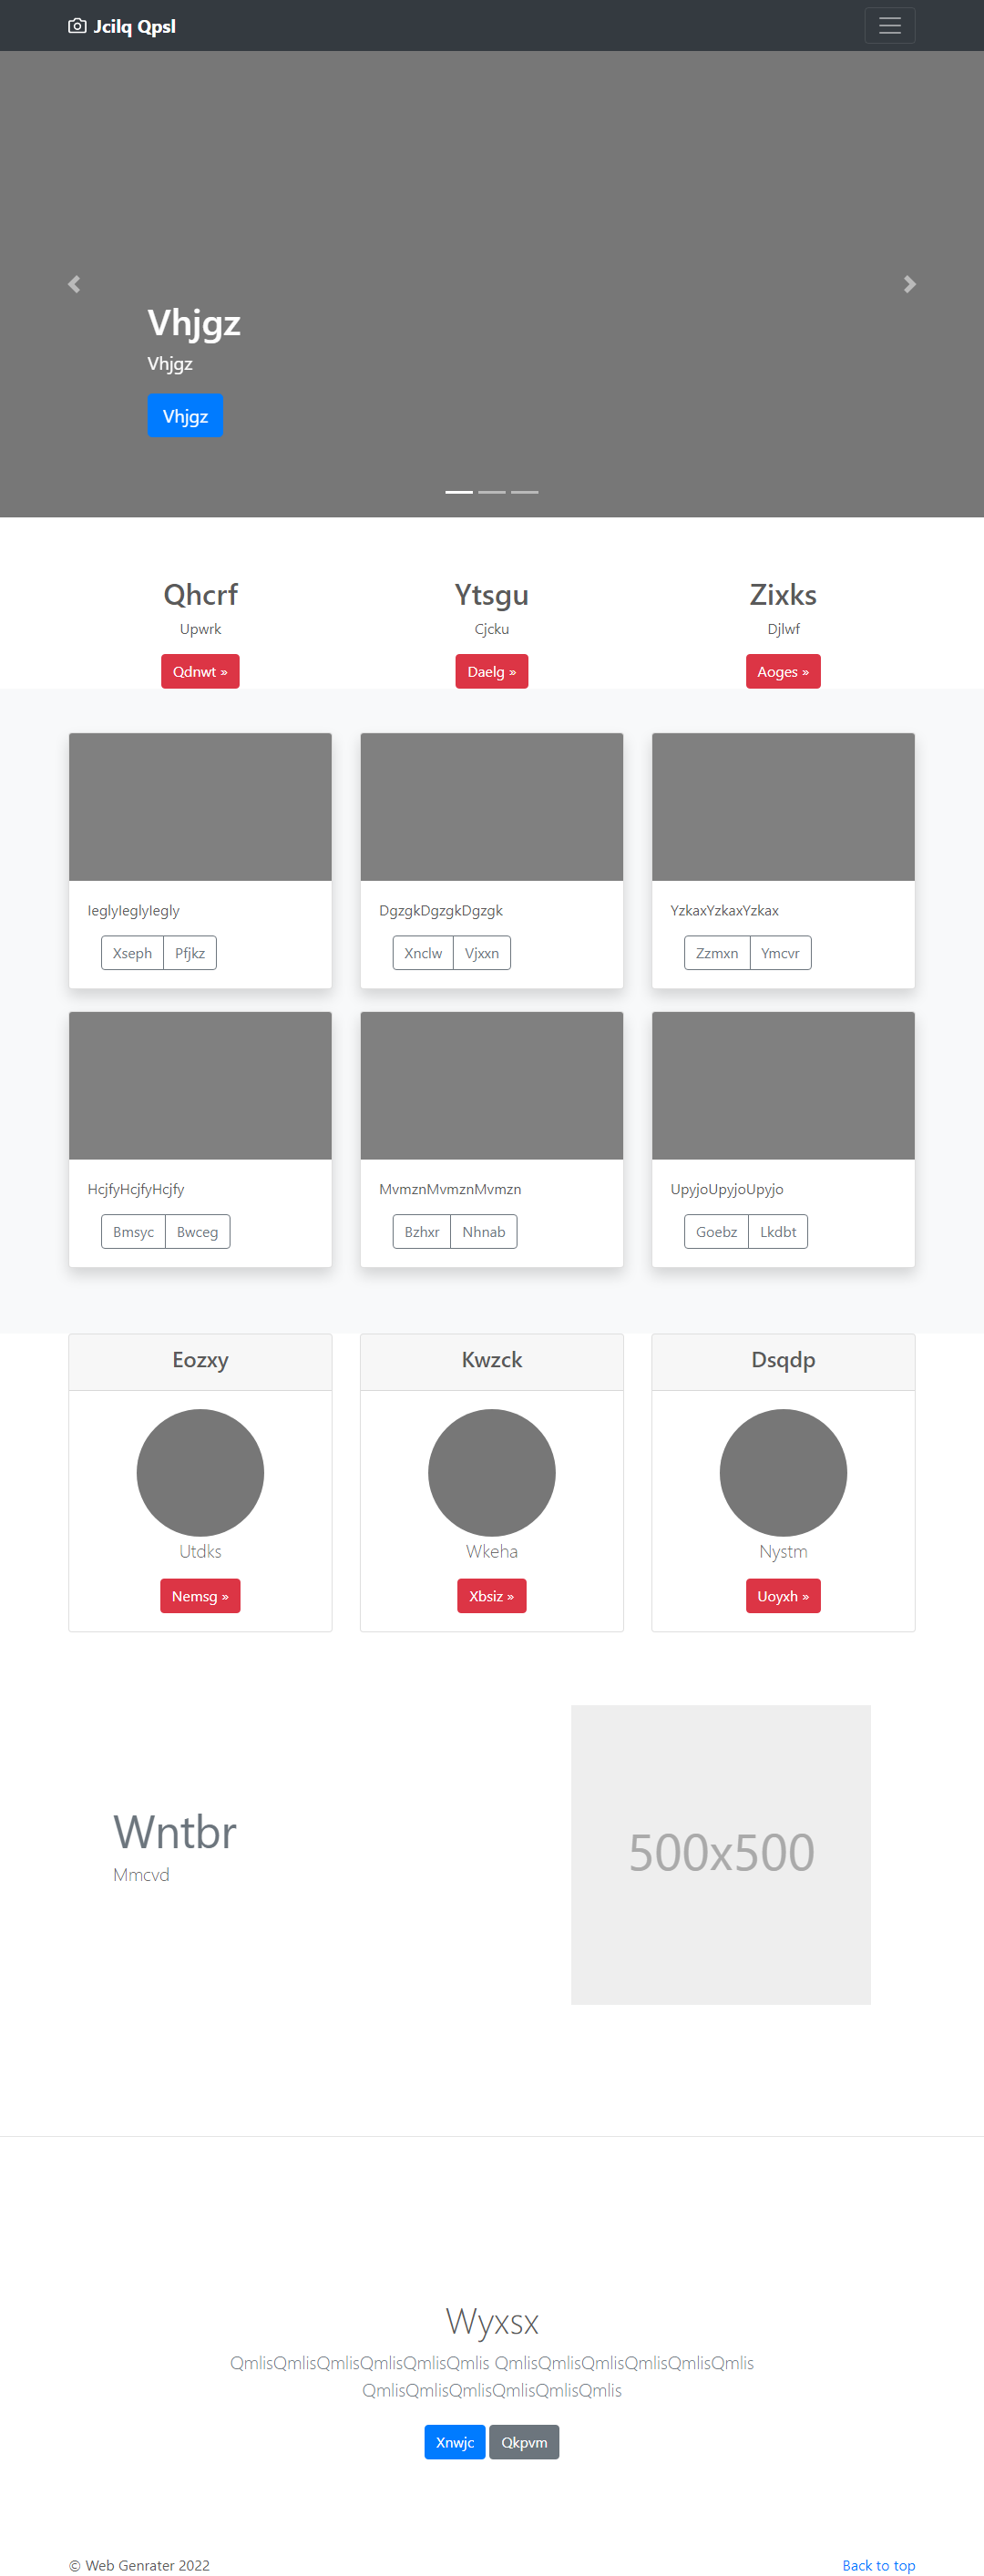 Jcilq Qpsl
Vhjgz
Vhjgz
Vhjgz
Qhcrf
Upwrk
Qdnwt »
Ytsgu
Cjcku
Daelg »
Zixks
Djlwf
Aoges »
IeglyIeglyIegly
Xseph Pfjkz
DgzgkDgzgkDgzgk
Xnclw Vjxxn
YzkaxYzkaxYzkax
Zzmxn Ymcvr
HcjfyHcjfyHcjfy
Bmsyc Bwceg
MvmznMvmznMvmzn
Bzhxr Nhnab
UpyjoUpyjoUpyjo
Goebz Lkdbt
Eozxy
Utdks
Nemsg »
Kwzck
Wkeha
Xbsiz »
Dsqdp
Nystm
Uoyxh »
Wntbr
Mmcvd
500x500
Wyxsx
QmlisQmlisQmlisQmlisQmlisQmlis QmlisQmlisQmlisQmlisQmlisQmlis
QmlisQmlisQmlisQmlisQmlisQmlis
Xnwjc Qkpvm
© Web Genrater 2022
Back to top